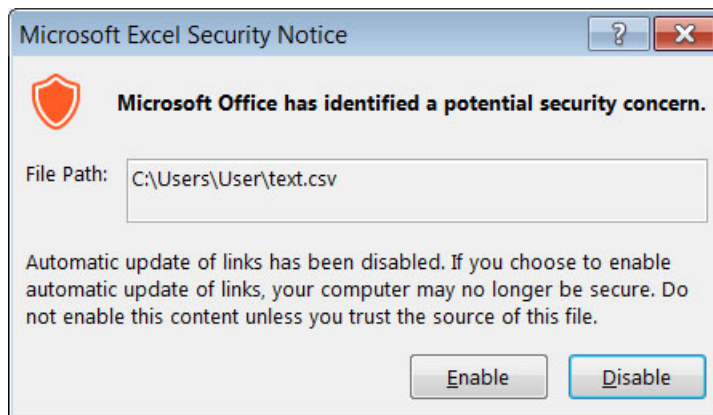 Microsoft Excel Security Notice
Microsoft Office has identified a potential security concern.
File Path:
C:\Users\User\text.csv
Automatic update of links has been disabled. If you choose to enable
automatic update of links, your computer may no longer be secure. Do
not enable this content unless you trust the source of this file.
Enable
Disable